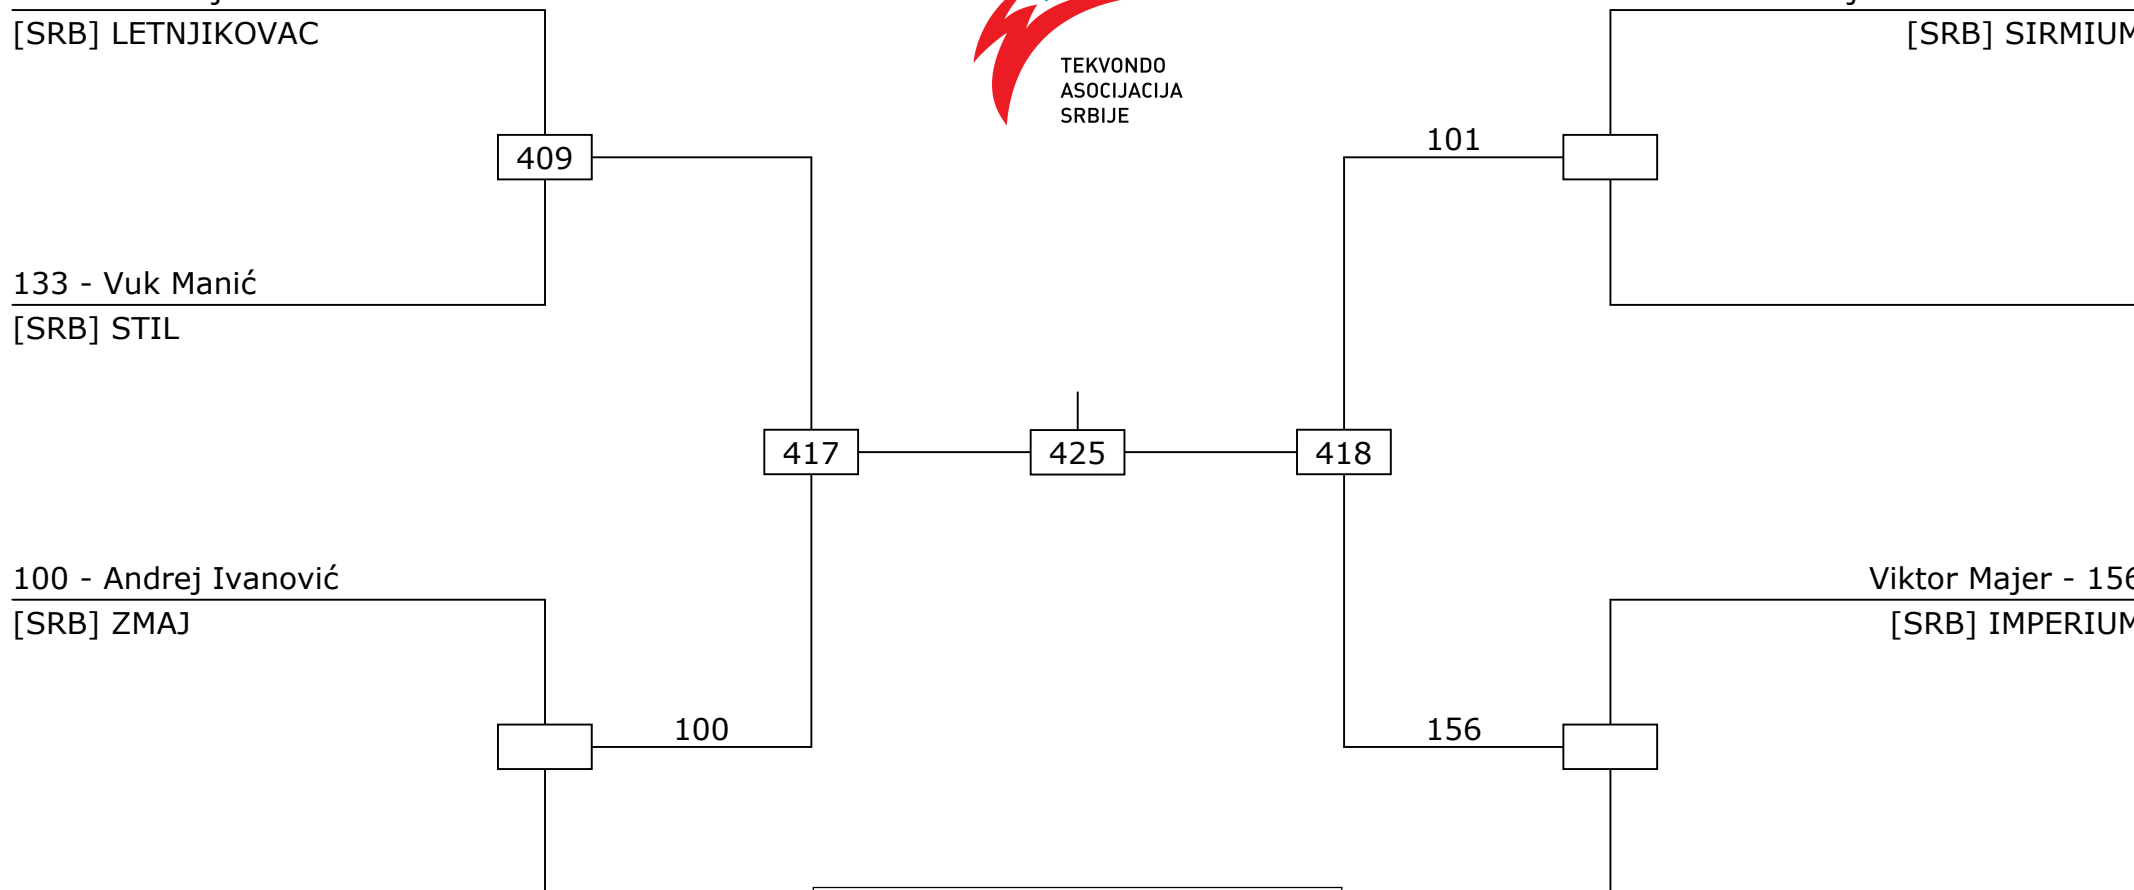 [SRB] LETNJIKOVAC
TEKVONDO
ASOCIJACIJA
SRBIJE
[SRB] SIRMIUM
409
101
133 - Vuk Manić
[SRB] STIL
417
425
418
100 - Andrej Ivanović
[SRB] ZMAJ
Viktor Majer - 156
[SRB] IMPERIUM
100
156